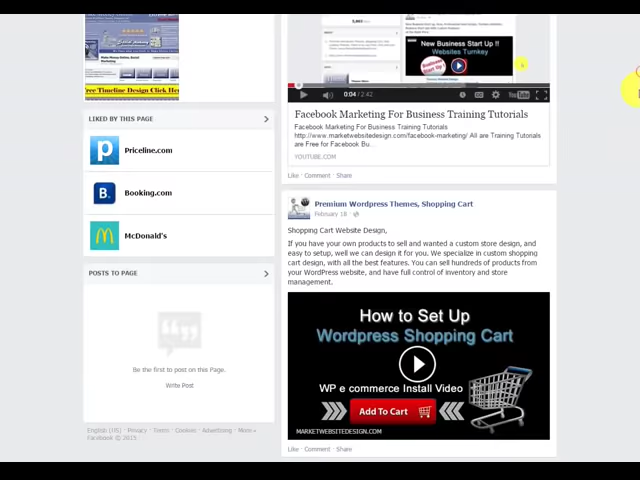 Free Timeline Design Click Here
LIKED BY THIS PAGE
Priceline.com
Booking.com
McDonald's
POSTS TO PAGE
Be the first to post on this Page.
Write Post
English (US) · Privacy · Terms · Cookies · Advertising · More
Facebook © 2015
New Business Start Up !!
Websites Turnkey
0:04 / 2:42
YouTube
Facebook Marketing For Business Training Tutorials
Facebook Marketing For Business Training Tutorials
http://www.marketwebsitedesign.com/facebook-marketing/ All are Training Tutorials
are Free for Facebook Bu...
YOUTUBE.COM
Like · Comment · Share
Premium Wordpress Themes, Shopping Cart
February 18 ·
Shopping Cart Website Design,
If you have your own products to sell and wanted a custom store design, and
easy to setup, well we can design it for you. We specialize in custom shopping
cart design, with all the best features. You can sell hundreds of products from
your WordPress website, and have full control of inventory and store
management.
How to Set Up
Wordpress Shopping Cart
WP e commerce Install Video
Add To Cart
MARKETWEBSITEDESIGN.COM
Like · Comment · Share